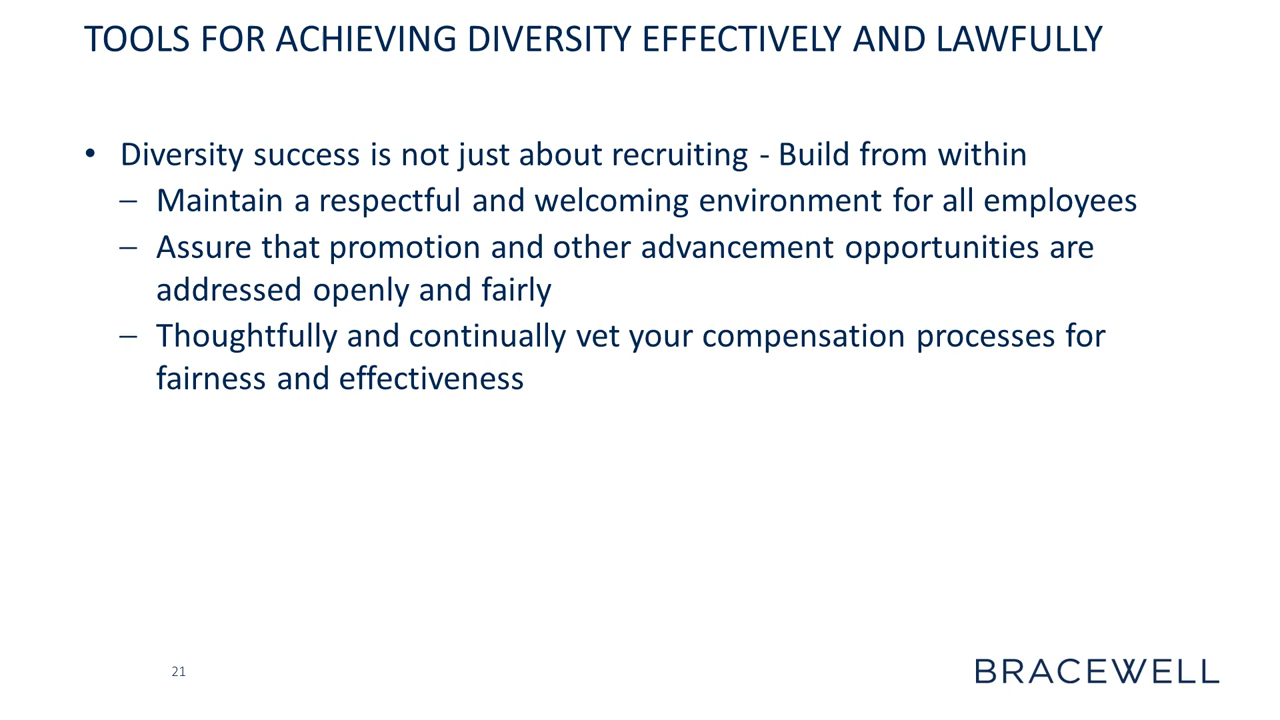 TOOLS FOR ACHIEVING DIVERSITY EFFECTIVELY AND LAWFULLY
• Diversity success is not just about recruiting - Build from within
– Maintain a respectful and welcoming environment for all employees
– Assure that promotion and other advancement opportunities are
addressed openly and fairly
– Thoughtfully and continually vet your compensation processes for
fairness and effectiveness
21
BRACEWELL